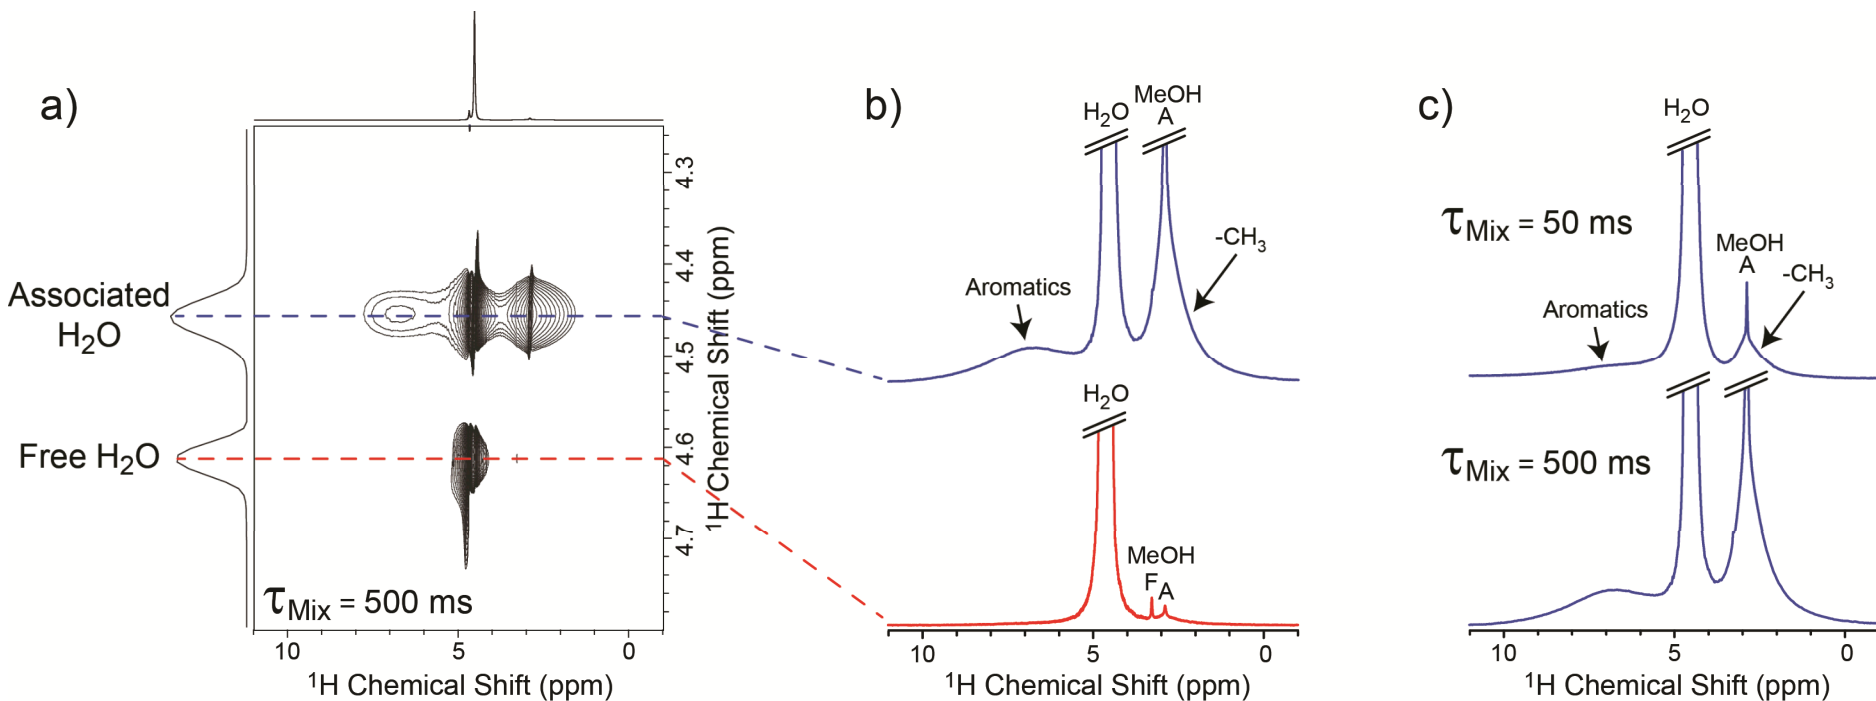 a)
Associated
H₂O
Free H₂O
τMix = 500 ms
10
5
0
¹H Chemical Shift (ppm)
4.3
4.4
4.5
4.6
4.7
¹H Chemical Shift (ppm)
b)
H₂O
MeOH
A
-CH₃
Aromatics
H₂O
MeOH
F A
10
5
0
¹H Chemical Shift (ppm)
c)
H₂O
τMix = 50 ms
MeOH
A
-CH₃
Aromatics
τMix = 500 ms
10
5
0
¹H Chemical Shift (ppm)